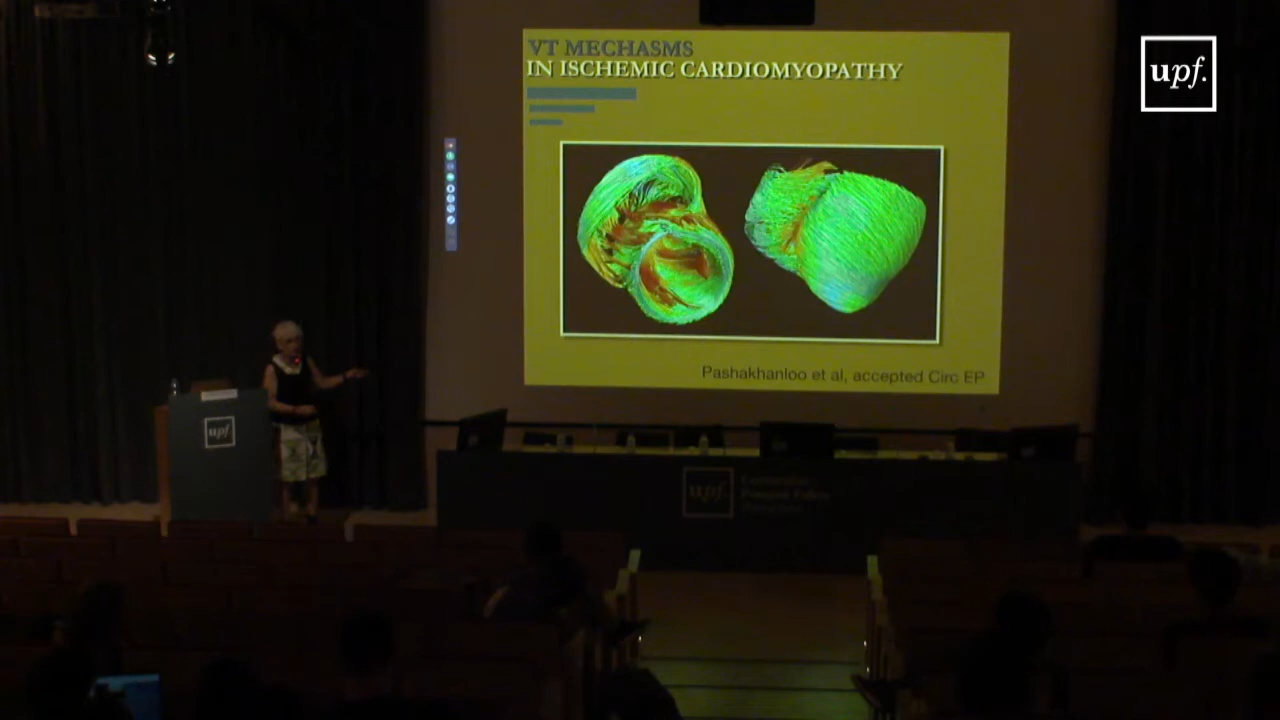 VT MECHASMS
IN ISCHEMIC CARDIOMYOPATHY
upf.
Pashakhanloo et al, accepted Circ EP
upf.
upf.